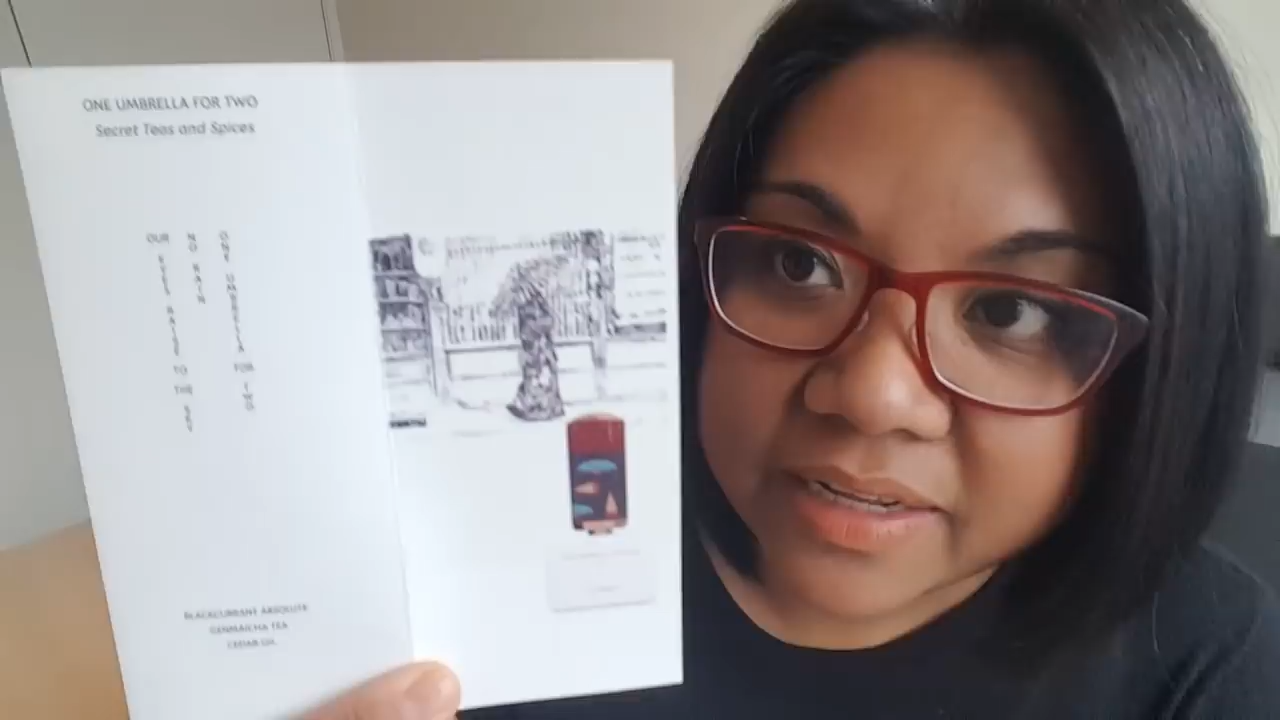 ONE UMBRELLA FOR TWO
Secret Teas and Spices
ONE UMBRELLA FOR TWO
NO RAIN
OUR EYES RAISE TO THE SKY
BLACKCURRANT ABSOLUTE
GENMAICHA TEA
CEDAR OIL